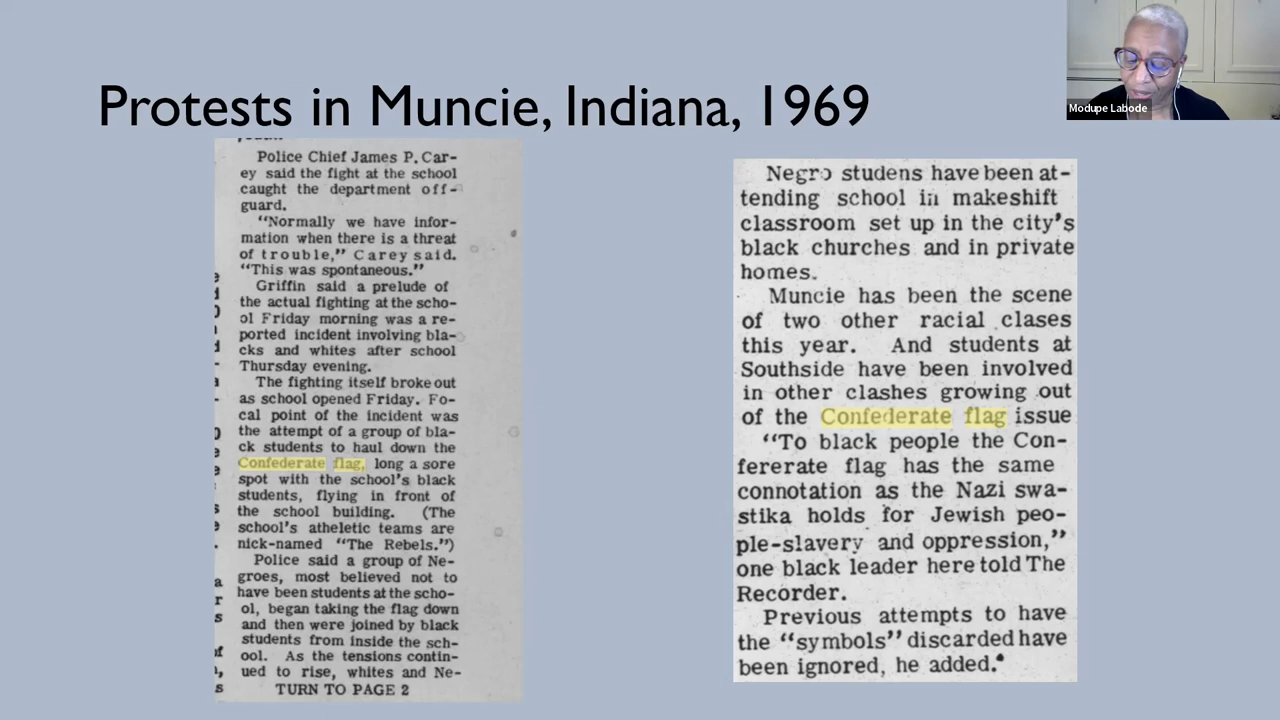 Protests in Muncie, Indiana, 1969
Modupe Labode
Police Chief James P. Car-
ey said the fight at the school
caught the department off-
guard.
"Normally we have infor-
mation when there is a threat
of trouble," Carey said.
"This was spontaneous."
Griffin said a prelude of
the actual fighting at the scho-
ol Friday morning was a re-
ported incident involving bla-
cks and whites after school
Thursday evening.
The fighting itself broke out
as school opened Friday. Fo-
cal point of the incident was
the attempt of a group of bla-
ck students to haul down the
Confederate flag, long a sore
spot with the school's black
students, flying in front of
the school building. (The
school's atheletic teams are
nick-named "The Rebels.")
Police said a group of Ne-
groes, most believed not to
have been students at the scho-
ol, began taking the flag down
and then were joined by black
students from inside the sch-
ool. As the tensions contin-
ued to rise, whites and Ne-
TURN TO PAGE 2
Negro studens have been at-
tending school in makeshift
classroom set up in the city's
black churches and in private
homes.
Muncie has been the scene
of two other racial clases
this year. And students at
Southside have been involved
in other clashes growing out
of the Confederate flag issue
"To black people the Con-
fererate flag has the same
connotation as the Nazi swa-
stika holds for Jewish peo-
ple-slavery and oppression,"
one black leader here told The
Recorder.
Previous attempts to have
the "symbols" discarded have
been ignored, he added.